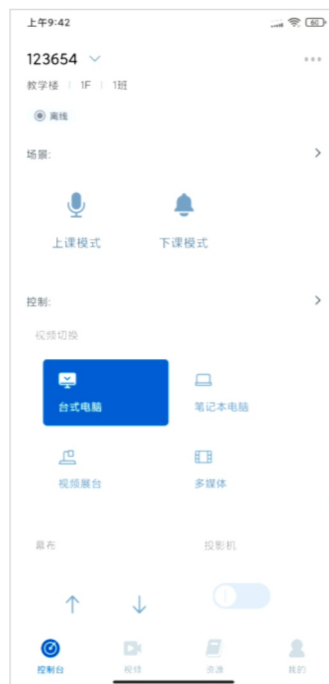 上午9:42
60
123654
教学楼 | 1F | 1班
离线
场景:
上课模式 下课模式
控制:
视频切换
台式电脑 笔记本电脑
视频展台 多媒体
幕布 投影机
控制台 视频 资源 我的